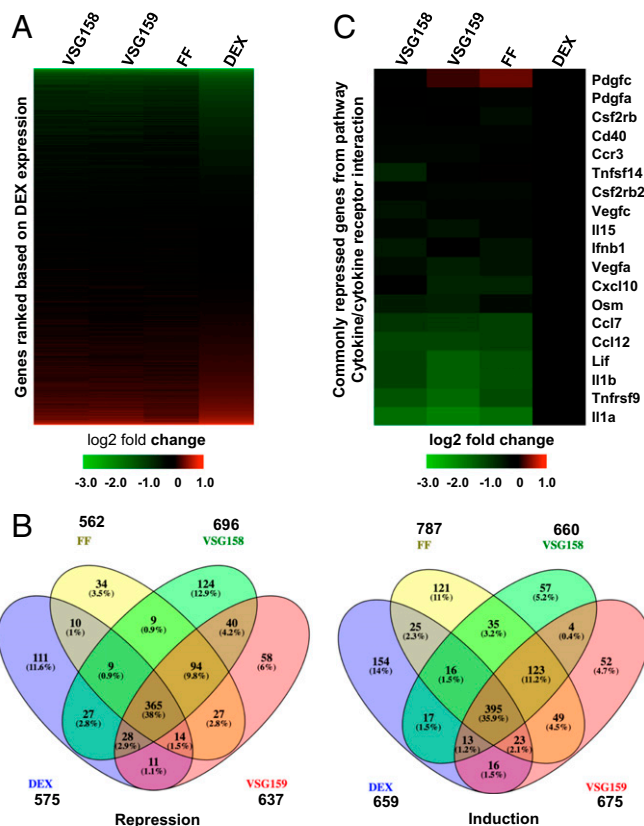 A
VSG158 VSG159 FF DEX
Genes ranked based on DEX expression
log2 fold change
-3.0 -2.0 -1.0 0 1.0
C
VSG158 VSG159 FF DEX
Commonly repressed genes from pathway
Cytokine/cytokine receptor interaction
Pdgfc
Pdgfa
Csf2rb
Cd40
Ccr3
Tnfsf14
Csf2rb2
Vegfc
Il15
Ifnb1
Vegfa
Cxcl10
Osm
Ccl7
Ccl12
Lif
Il1b
Tnfrsf9
Il1a
log2 fold change
-3.0 -2.0 -1.0 0 1.0
B
562 696
FF VSG158
34 (3.5%)
124 (12.9%)
10 (1%)
9 (0.9%)
40 (4.2%)
111 (11.6%)
9 (0.9%)
94 (9.8%)
58 (6%)
365 (38%)
27 (2.8%)
27 (2.8%)
28 (2.9%)
14 (1.5%)
11 (1.1%)
DEX VSG159
575 637
Repression
787 660
FF VSG158
121 (11%)
57 (5.2%)
25 (2.3%)
35 (3.2%)
4 (0.4%)
154 (14%)
16 (1.5%)
123 (11.2%)
52 (4.7%)
395 (35.9%)
17 (1.5%)
49 (4.5%)
13 (1.2%)
23 (2.1%)
16 (1.5%)
DEX VSG159
659 675
Induction